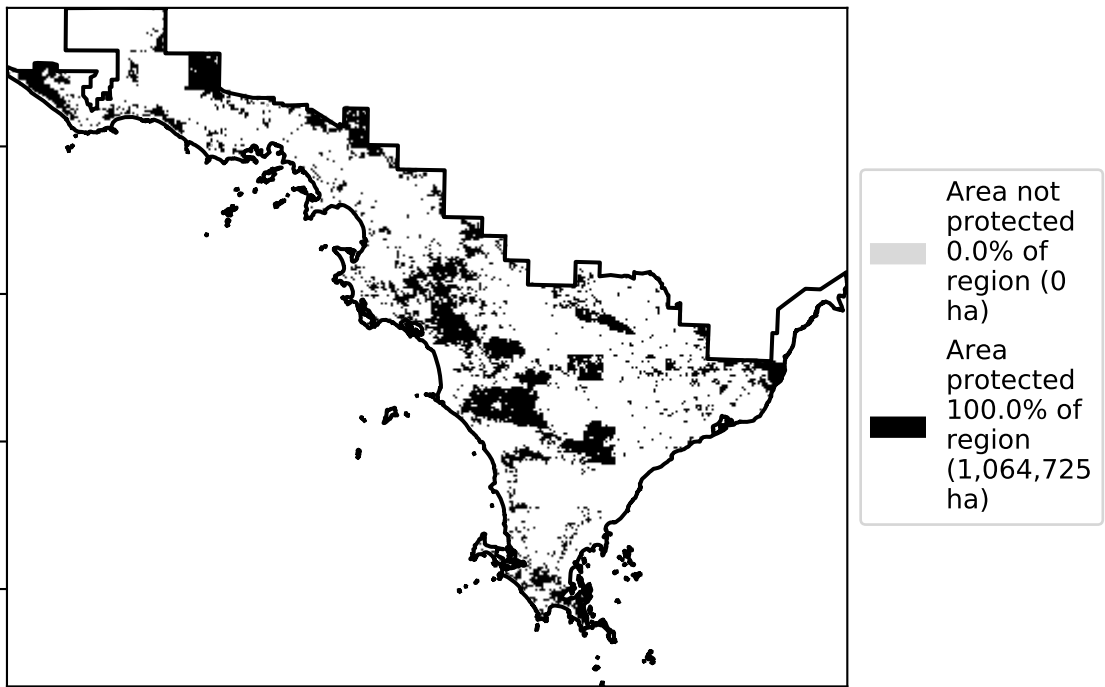 Area not
protected
0.0% of
region (0
ha)
Area
protected
100.0% of
region
(1,064,725
ha)